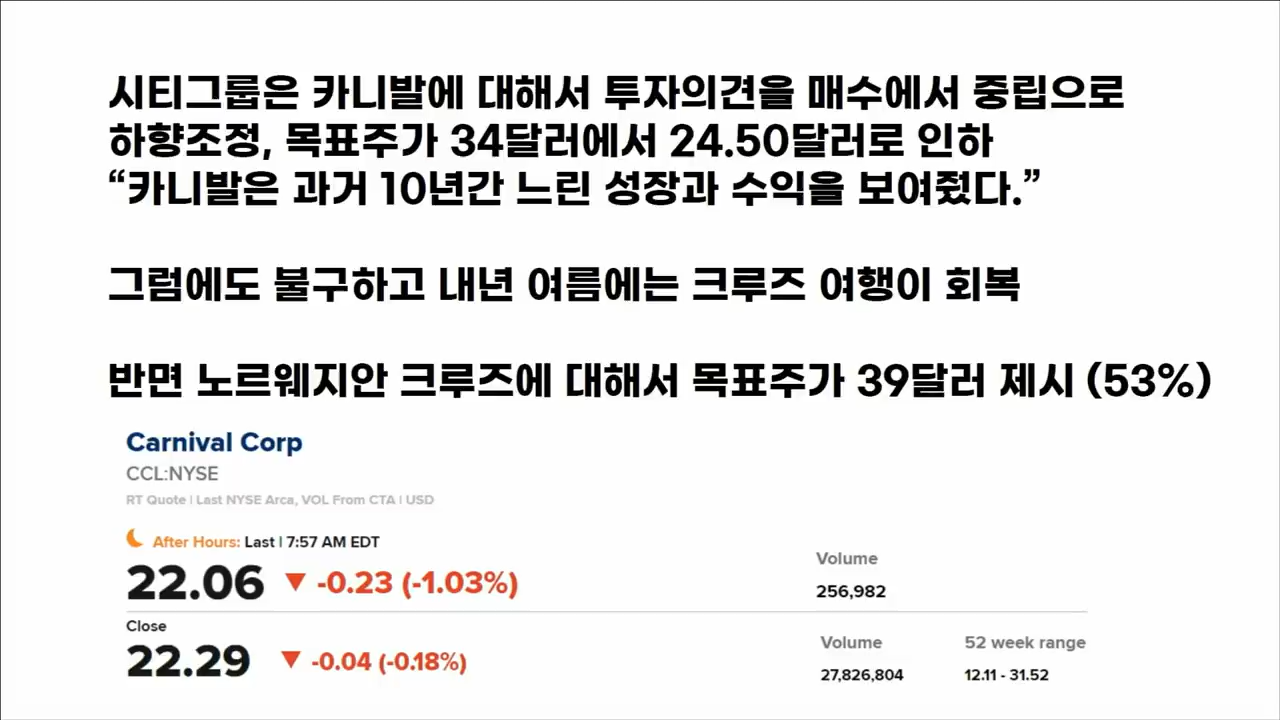 시티그룹은 카니발에 대해서 투자의견을 매수에서 중립으로
하향조정, 목표주가 34달러에서 24.50달러로 인하
“카니발은 과거 10년간 느린 성장과 수익을 보여줬다.”
그럼에도 불구하고 내년 여름에는 크루즈 여행이 회복
반면 노르웨지안 크루즈에 대해서 목표주가 39달러 제시 (53%)
Carnival Corp
CCL:NYSE
RT Quote | Last NYSE Arca, VOL From CTA | USD
After Hours: Last | 7:57 AM EDT
22.06 ▼ -0.23 (-1.03%)
Volume
256,982
Close
22.29 ▼ -0.04 (-0.18%)
Volume 52 week range
27,826,804 12.11 - 31.52